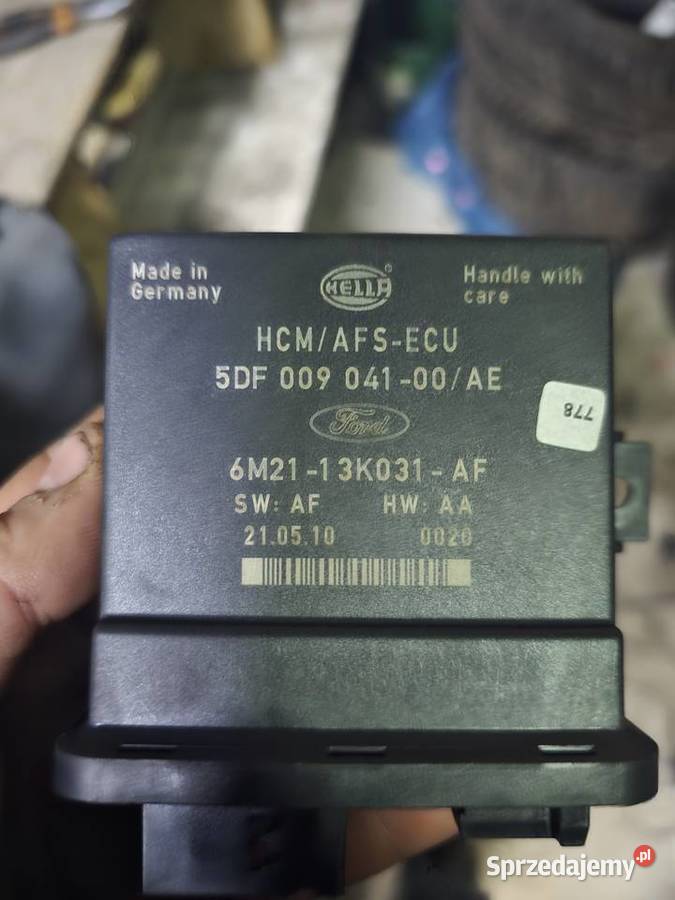 Made in
Germany
HELLA
®
Handle with
care
HCM/AFS-ECU
5DF 009 041-00/AE
Ford
778
6M21-13K031-AF
SW: AF HW: AA
21.05.10 0020
Sprzedajemy.pl